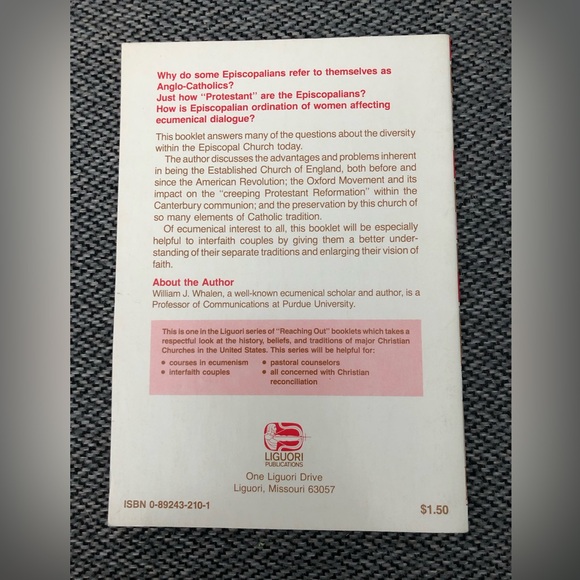 Why do some Episcopalians refer to themselves as
Anglo-Catholics?
Just how "Protestant" are the Episcopalians?
How is Episcopalian ordination of women affecting
ecumenical dialogue?
This booklet answers many of the questions about the diversity
within the Episcopal Church today.
The author discusses the advantages and problems inherent
in being the Established Church of England, both before and
since the American Revolution; the Oxford Movement and its
impact on the "creeping Protestant Reformation" within the
Canterbury communion; and the preservation by this church of
so many elements of Catholic tradition.
Of ecumenical interest to all, this booklet will be especially
helpful to interfaith couples by giving them a better under-
standing of their separate traditions and enlarging their vision of
faith.
About the Author
William J. Whalen, a well-known ecumenical scholar and author, is a
Professor of Communications at Purdue University.
This is one in the Liguori series of "Reaching Out" booklets which takes a
respectful look at the history, beliefs, and traditions of major Christian
Churches in the United States. This series will be helpful for:
• courses in ecumenism
• interfaith couples
• pastoral counselors
• all concerned with Christian
reconciliation
LIGUORI
PUBLICATIONS
One Liguori Drive
Liguori, Missouri 63057
ISBN 0-89243-210-1
$1.50